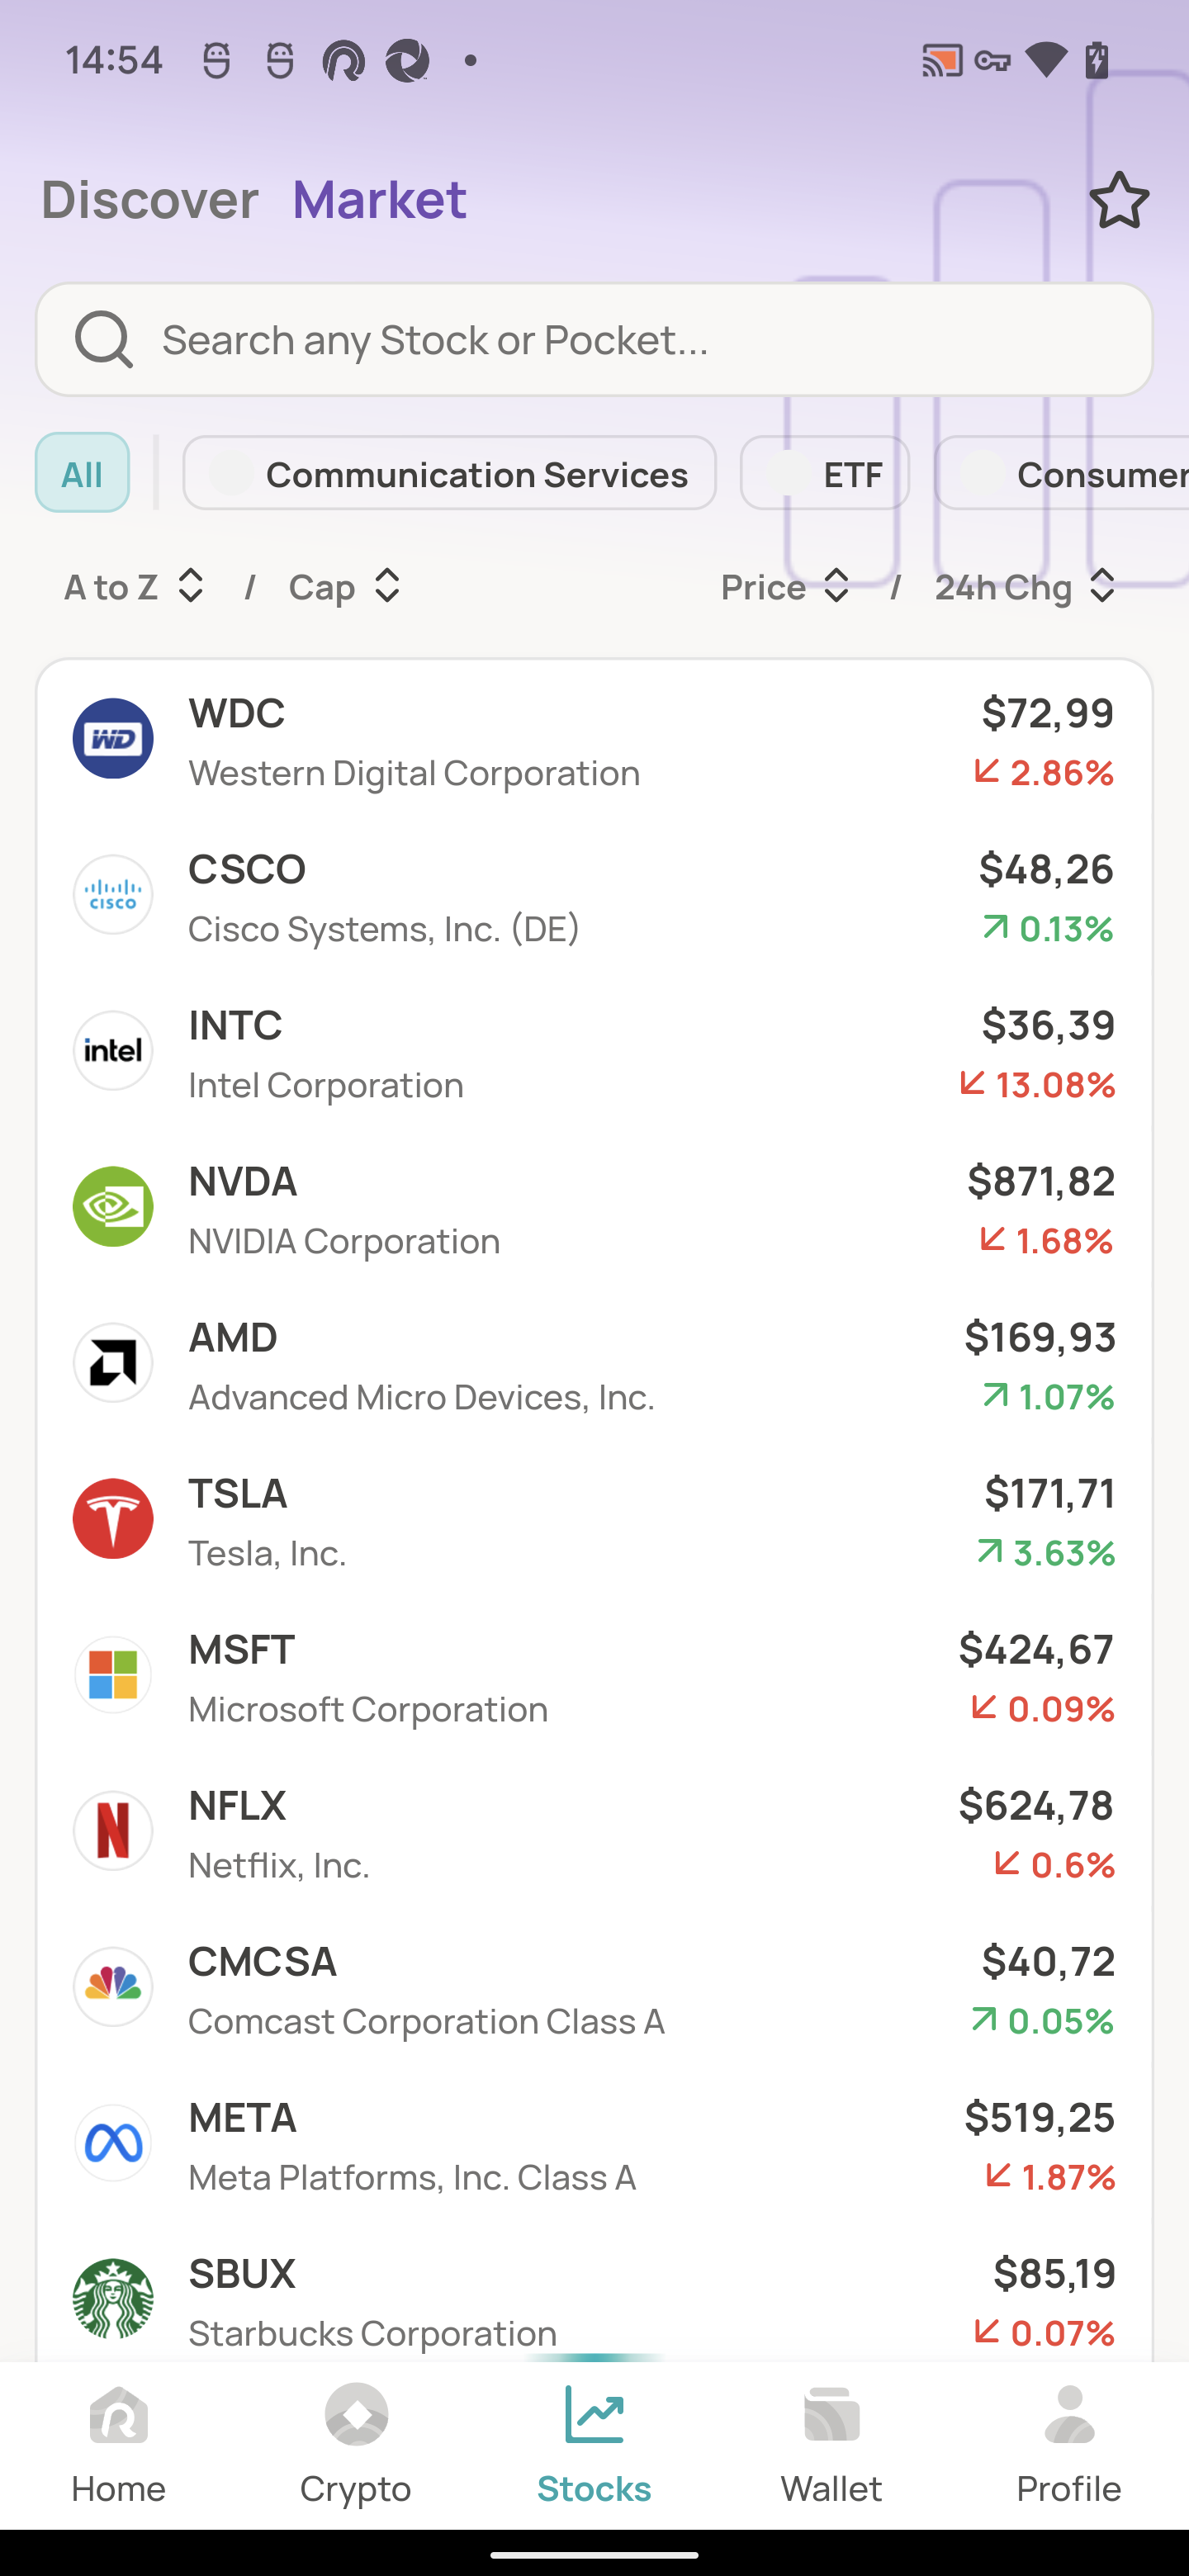 14:54
Discover Market
Search any Stock or Pocket...
All Communication Services ETF Consumer
A to Z / Cap Price / 24h Chg
WDC $72,99
Western Digital Corporation 2.86%
CSCO $48,26
Cisco Systems, Inc. (DE) 0.13%
INTC $36,39
Intel Corporation 13.08%
NVDA $871,82
NVIDIA Corporation 1.68%
AMD $169,93
Advanced Micro Devices, Inc. 1.07%
TSLA $171,71
Tesla, Inc. 3.63%
MSFT $424,67
Microsoft Corporation 0.09%
NFLX $624,78
Netflix, Inc. 0.6%
CMCSA $40,72
Comcast Corporation Class A 0.05%
META $519,25
Meta Platforms, Inc. Class A 1.87%
SBUX $85,19
Starbucks Corporation 0.07%
Home Crypto Stocks Wallet Profile